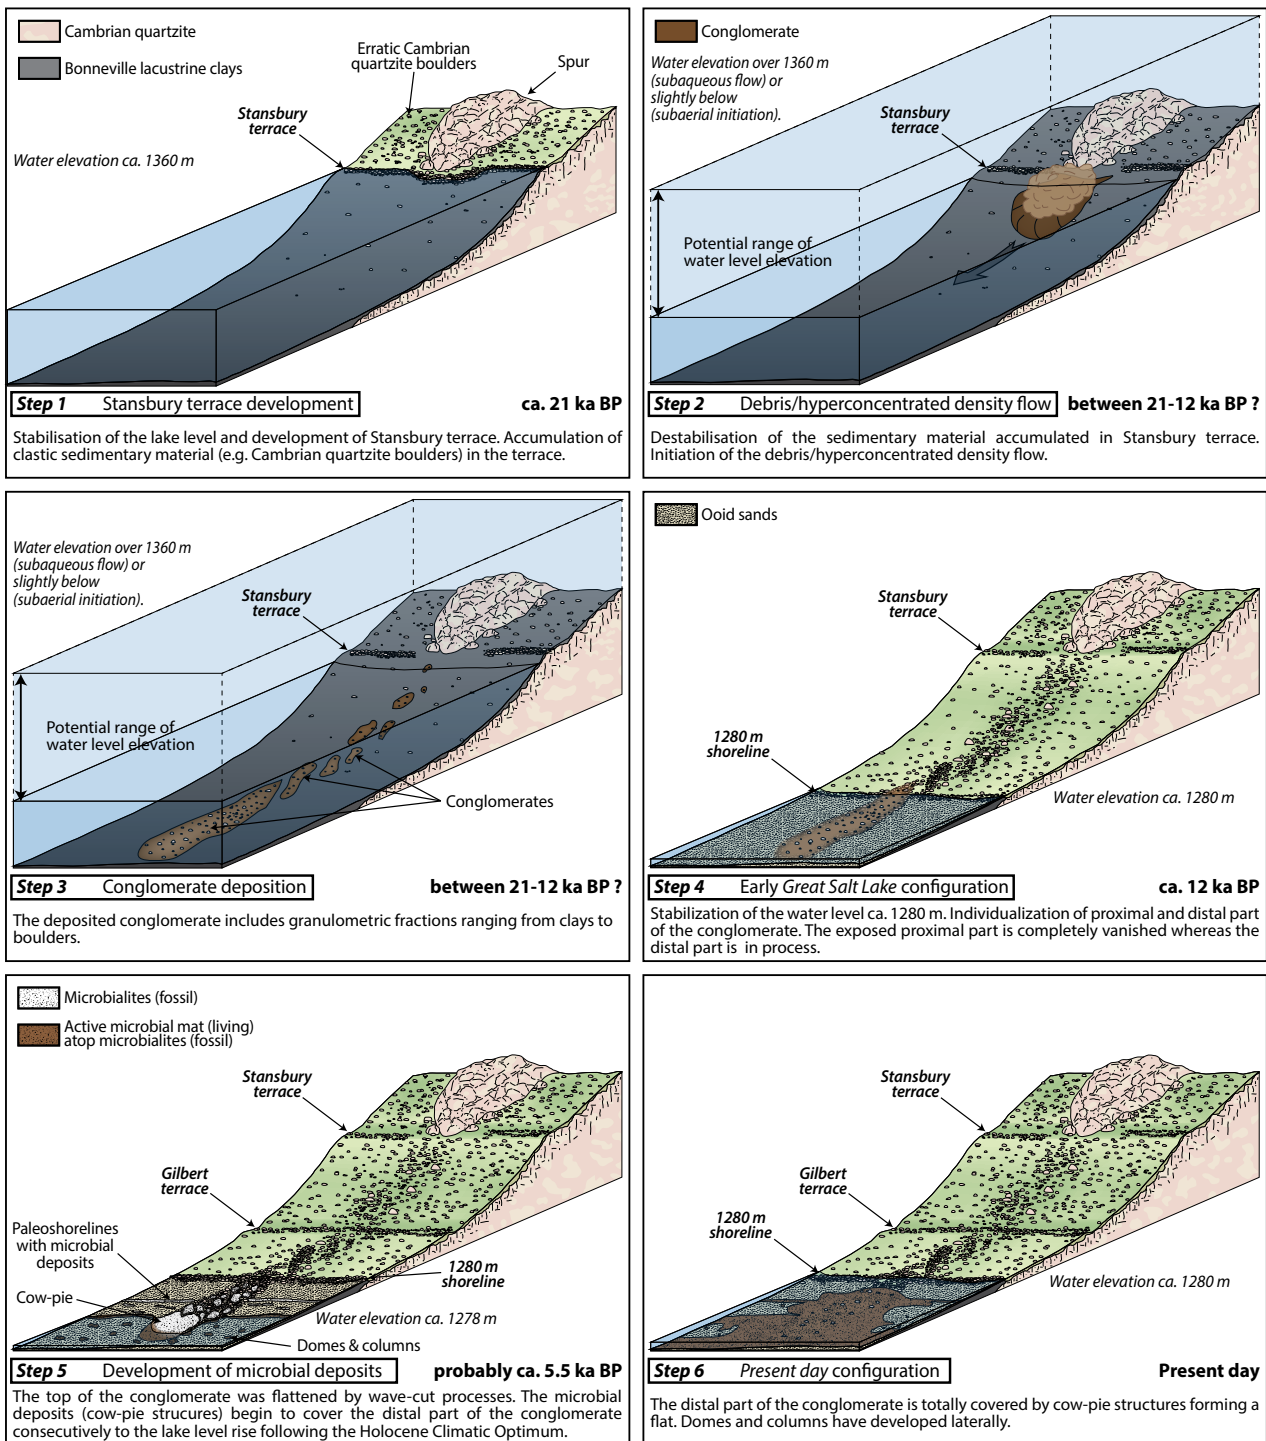 Cambrian quartzite
Bonneville lacustrine clays
Erratic Cambrian
quartzite boulders
Spur
Stansbury
terrace
Water elevation ca. 1360 m
Step 1 Stansbury terrace development ca. 21 ka BP
Stabilisation of the lake level and development of Stansbury terrace. Accumulation of
clastic sedimentary material (e.g. Cambrian quartzite boulders) in the terrace.
Conglomerate
Water elevation over 1360 m
(subaqueous flow) or
slightly below
(subaerial initiation).
Stansbury
terrace
Potential range of
water level elevation
Step 2 Debris/hyperconcentrated density flow between 21-12 ka BP ?
Destabilisation of the sedimentary material accumulated in Stansbury terrace.
Initiation of the debris/hyperconcentrated density flow.
Water elevation over 1360 m
(subaqueous flow) or
slightly below
(subaerial initiation).
Stansbury
terrace
Potential range of
water level elevation
Conglomerates
Step 3 Conglomerate deposition between 21-12 ka BP ?
The deposited conglomerate includes granulometric fractions ranging from clays to
boulders.
Ooid sands
Stansbury
terrace
1280 m
shoreline
Water elevation ca. 1280 m
Step 4 Early Great Salt Lake configuration ca. 12 ka BP
Stabilization of the water level ca. 1280 m. Individualization of proximal and distal part
of the conglomerate. The exposed proximal part is completely vanished whereas the
distal part is in process.
Microbialites (fossil)
Active microbial mat (living)
atop microbialites (fossil)
Stansbury
terrace
Gilbert
terrace
Paleoshorelines
with microbial
deposits
1280 m
shoreline
Cow-pie
Water elevation ca. 1278 m
Domes & columns
Step 5 Development of microbial deposits probably ca. 5.5 ka BP
The top of the conglomerate was flattened by wave-cut processes. The microbial
deposits (cow-pie strucures) begin to cover the distal part of the conglomerate
consecutively to the lake level rise following the Holocene Climatic Optimum.
Stansbury
terrace
Gilbert
terrace
1280 m
shoreline
Water elevation ca. 1280 m
Step 6 Present day configuration Present day
The distal part of the conglomerate is totally covered by cow-pie structures forming a
flat. Domes and columns have developed laterally.